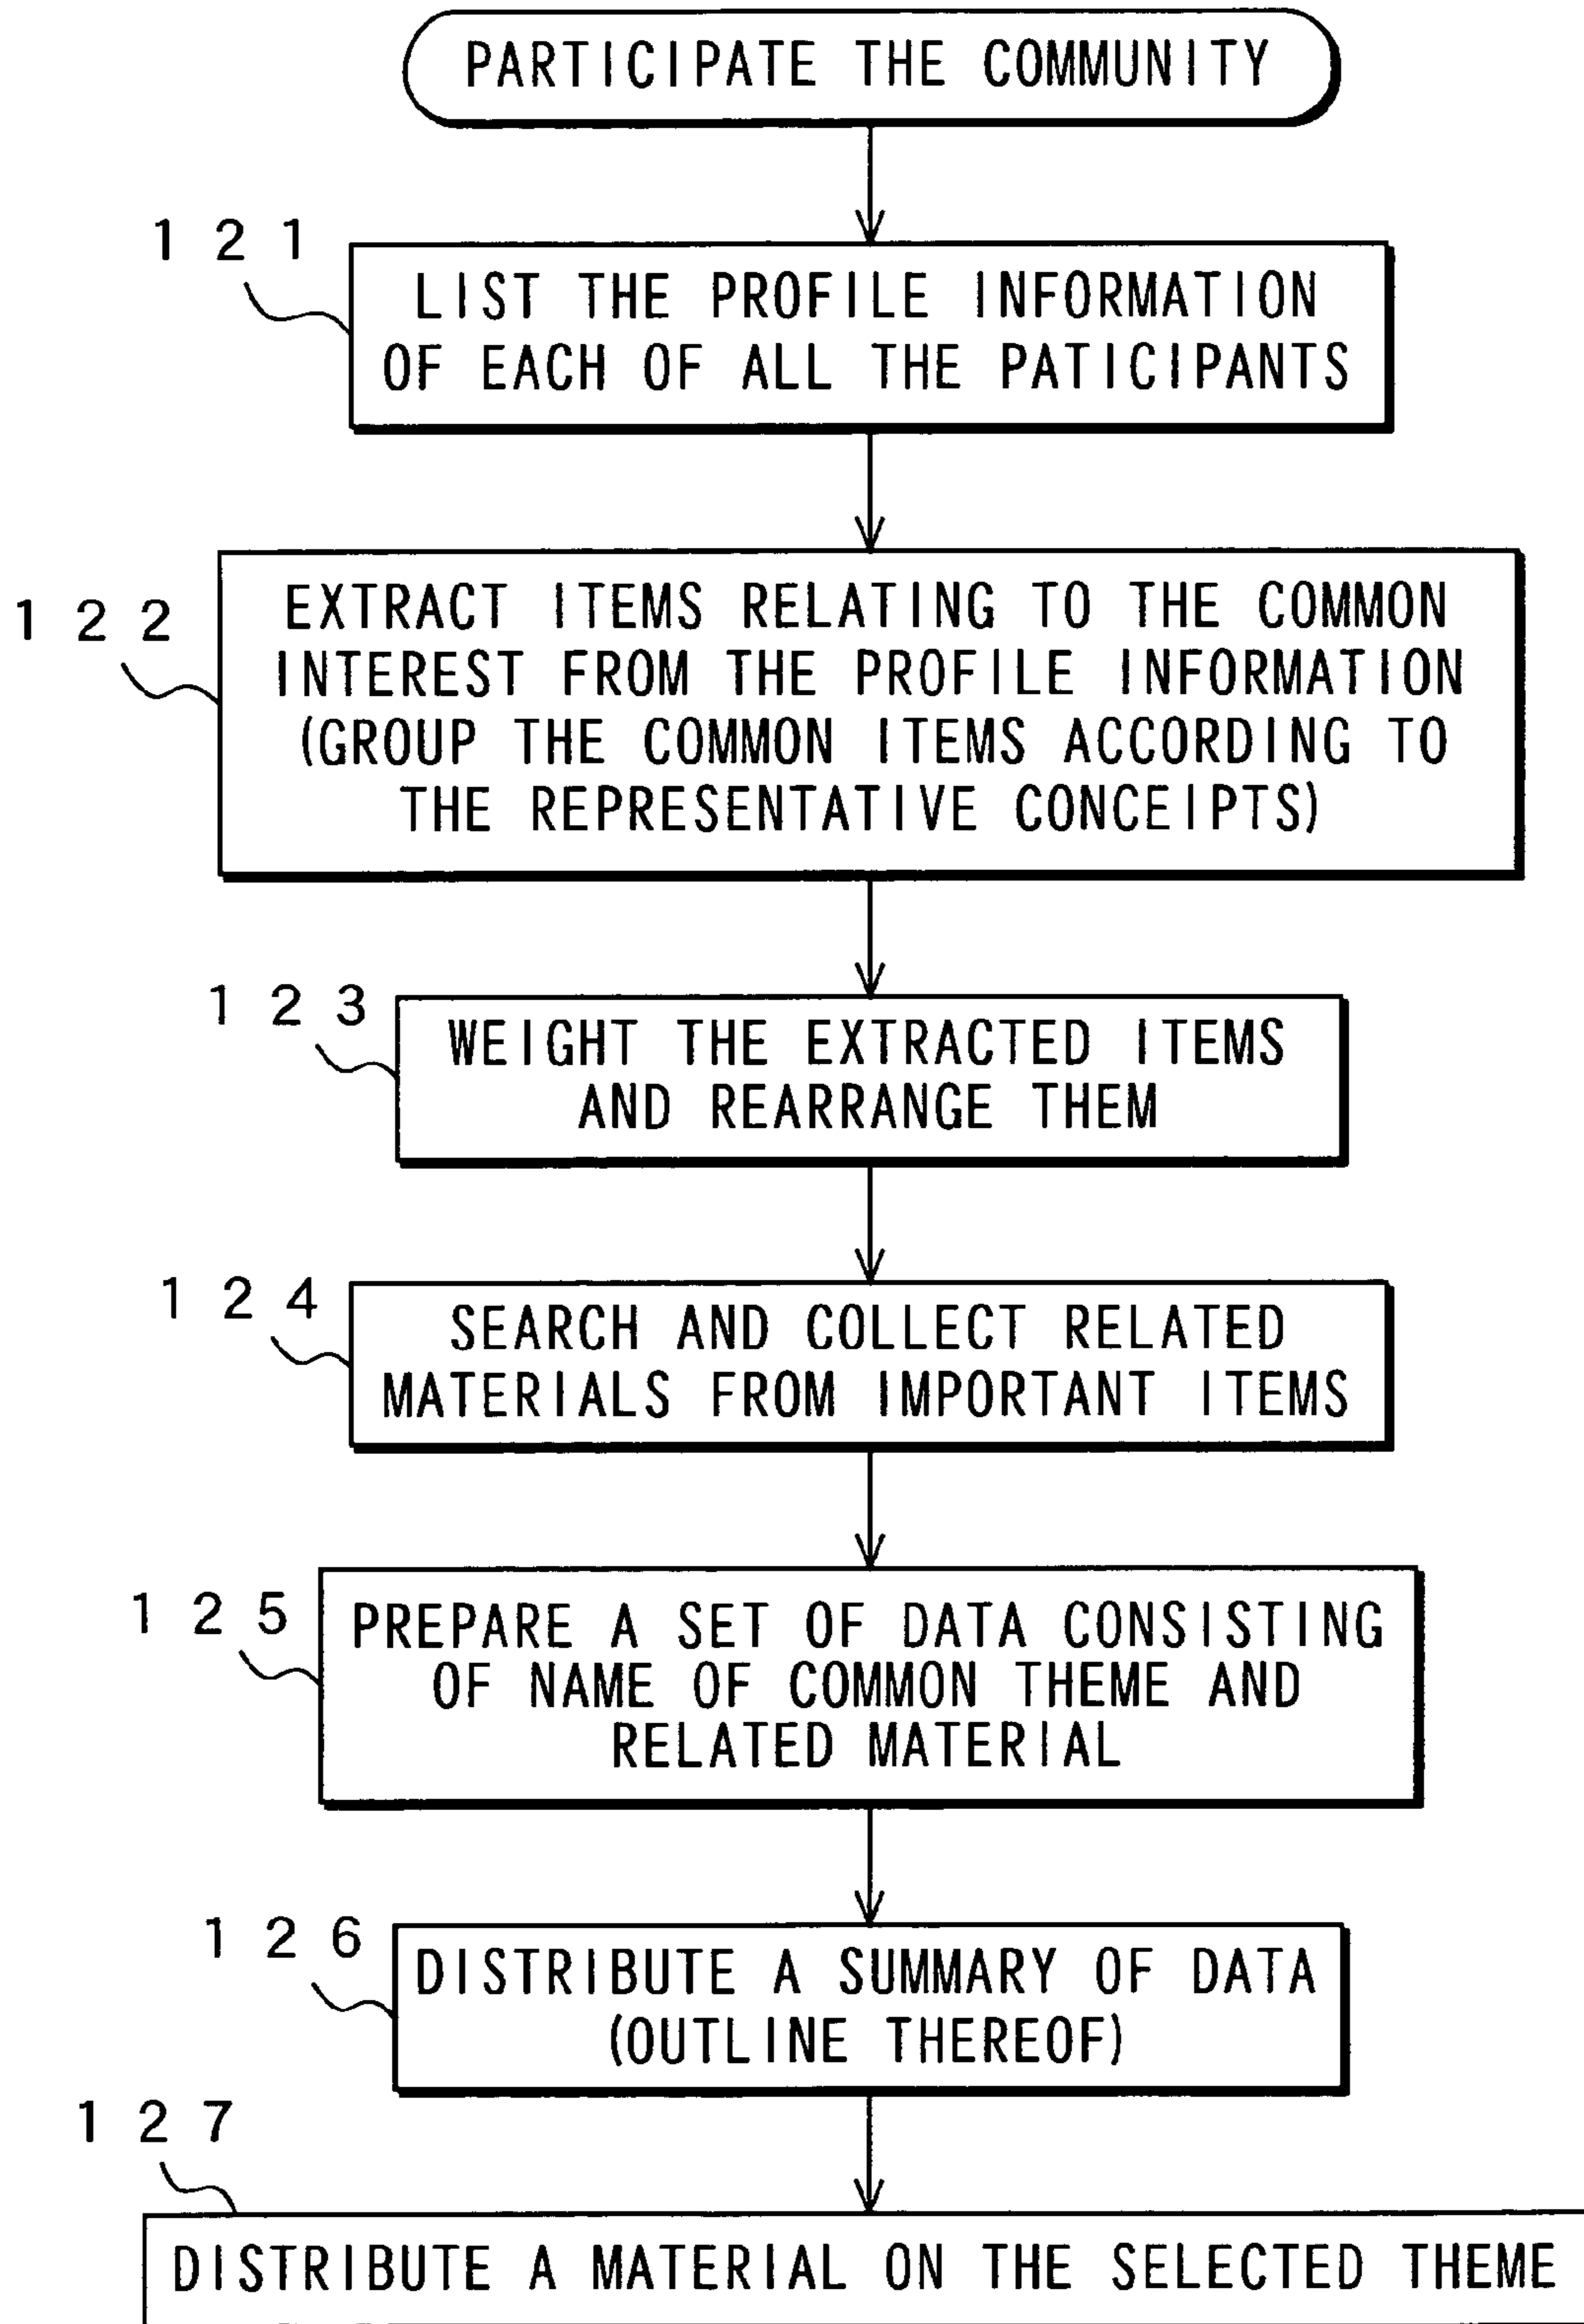 PARTICIPATE THE COMMUNITY
121
LIST THE PROFILE INFORMATION
OF EACH OF ALL THE PATICIPANTS
122
EXTRACT ITEMS RELATING TO THE COMMON
INTEREST FROM THE PROFILE INFORMATION
(GROUP THE COMMON ITEMS ACCORDING TO
THE REPRESENTATIVE CONCEIPTS)
123
WEIGHT THE EXTRACTED ITEMS
AND REARRANGE THEM
124
SEARCH AND COLLECT RELATED
MATERIALS FROM IMPORTANT ITEMS
125
PREPARE A SET OF DATA CONSISTING
OF NAME OF COMMON THEME AND
RELATED MATERIAL
126
DISTRIBUTE A SUMMARY OF DATA
(OUTLINE THEREOF)
127
DISTRIBUTE A MATERIAL ON THE SELECTED THEME